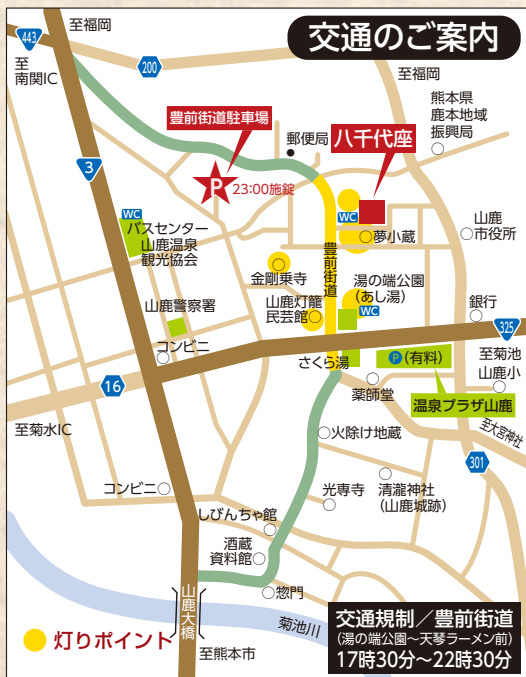 交通のご案内
至福岡
443
至
南関IC
200
至福岡
豊前街道駐車場
郵便局
八千代座
熊本県
鹿本地域
振興局
3
P
23:00施錠
WC
バスセンター
山鹿温泉
観光協会
WC
夢小蔵
山鹿
市役所
豊前街道
金剛乗寺
湯の端公園
(あし湯)
WC
山鹿灯籠
民芸館
山鹿警察署
銀行
325
コンビニ
さくら湯
P(有料)
至菊池
山鹿小
16
薬師堂
温泉プラザ山鹿
至菊水IC
至大宮神社
火除け地蔵
301
コンビニ
光専寺
清瀧神社
(山鹿城跡)
しびんちゃ館
酒蔵
資料館
惣門
山鹿大橋
菊池川
灯りポイント
至熊本市
交通規制/豊前街道
(湯の端公園~天琴ラーメン前)
17時30分~22時30分